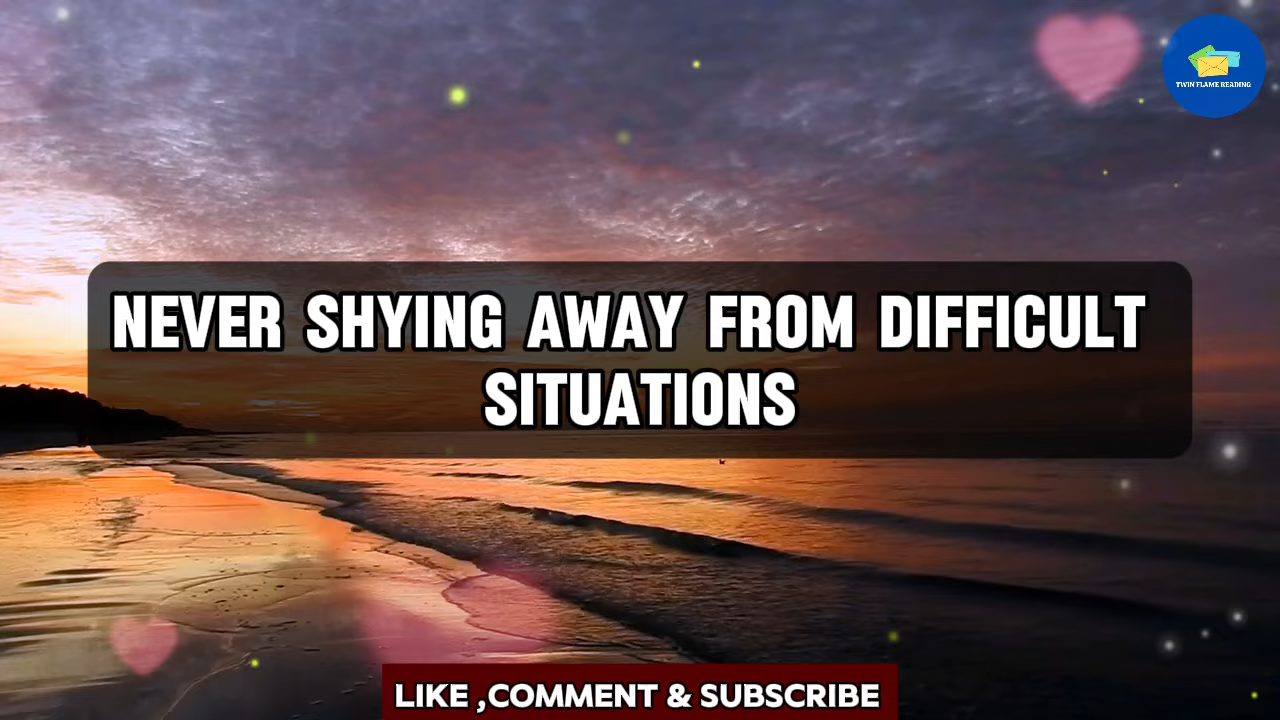 TWIN FLAME READING
NEVER SHYING AWAY FROM DIFFICULT
SITUATIONS
LIKE ,COMMENT & SUBSCRIBE